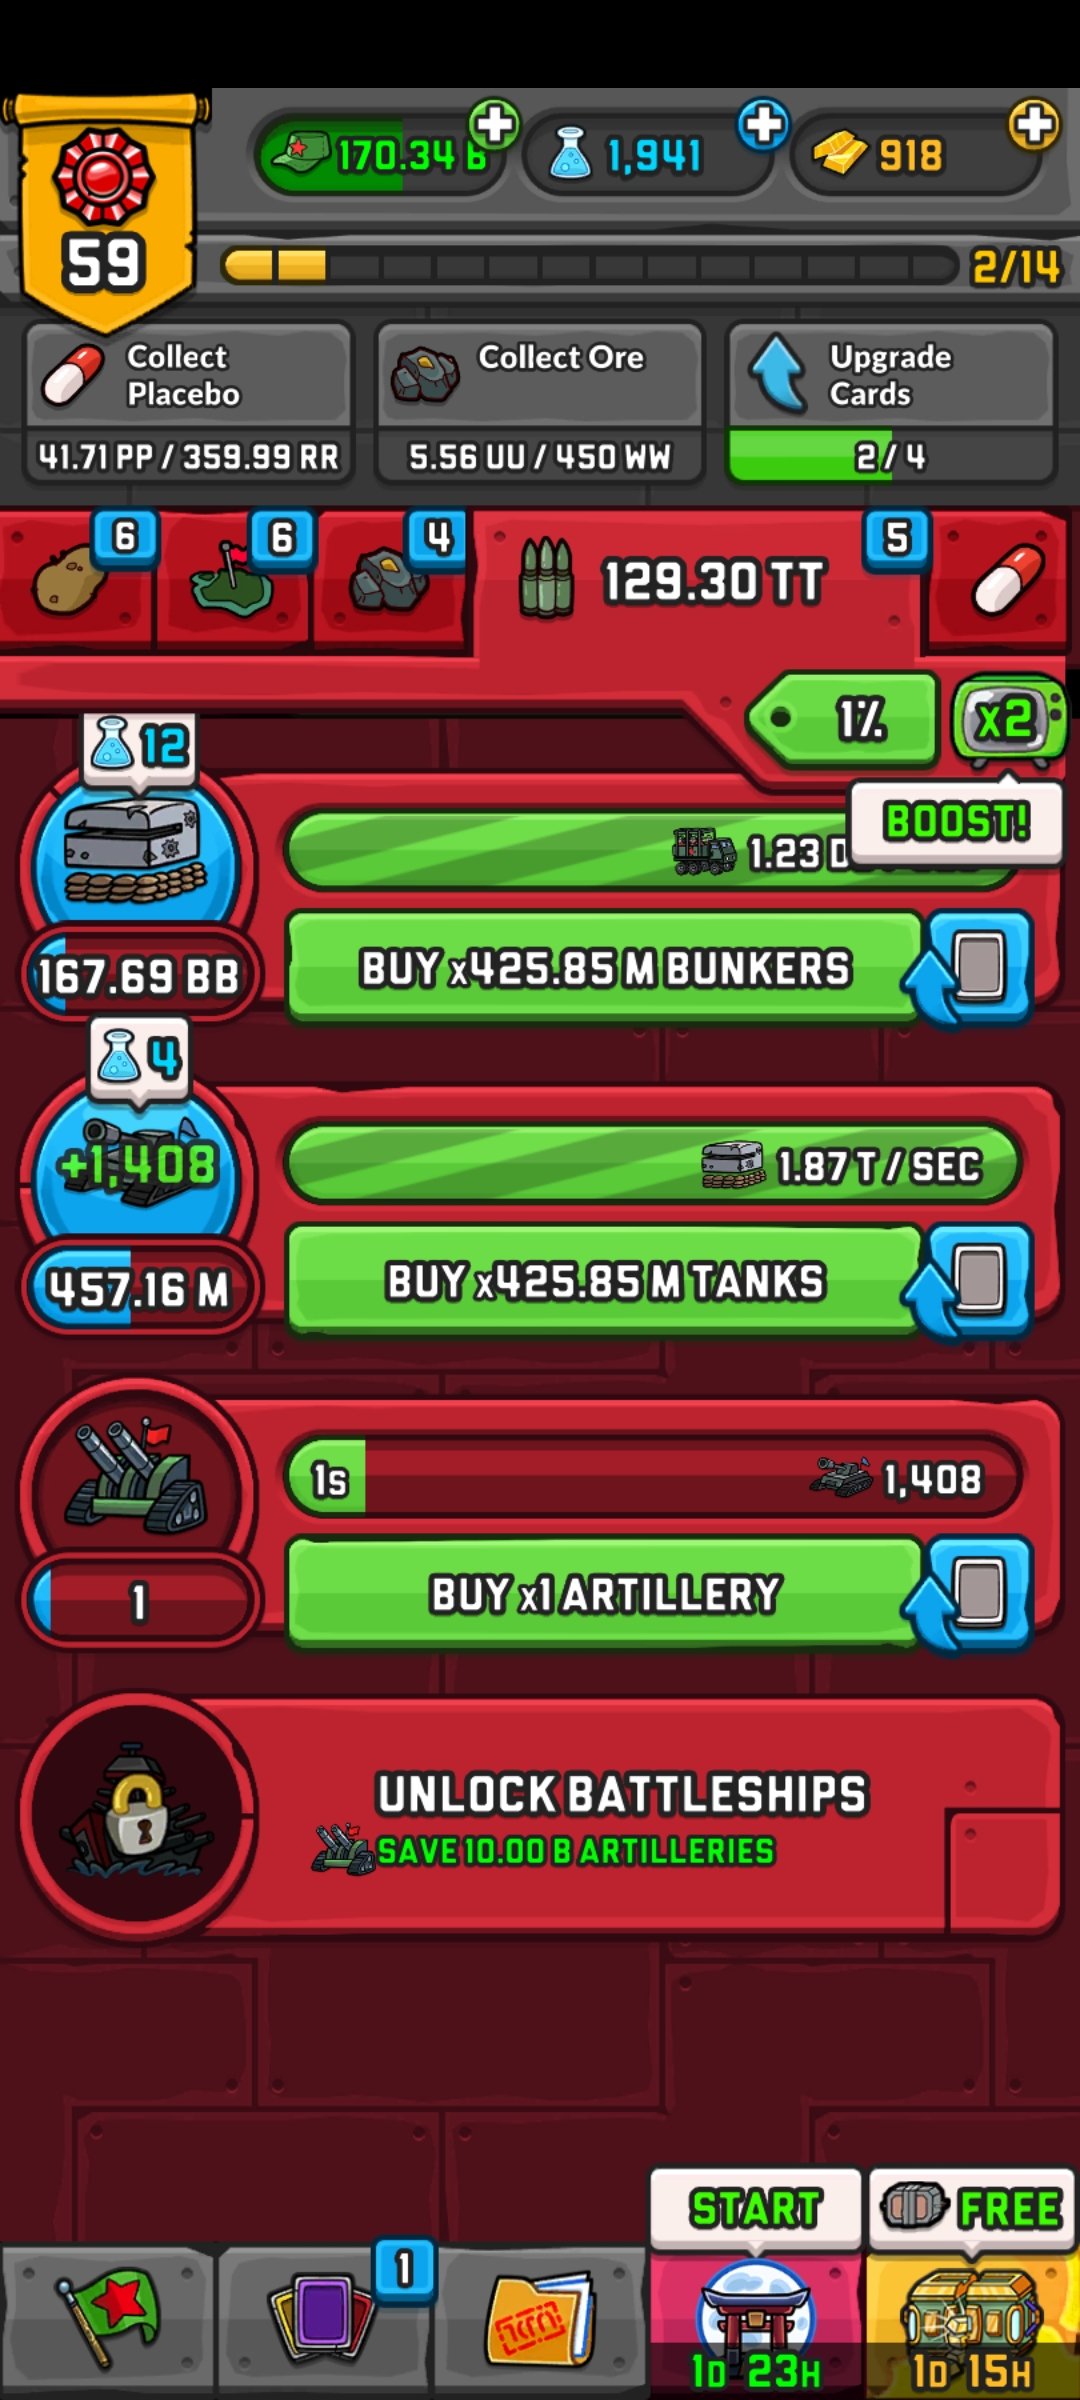 170.34 B
1,941
918
59
2/14
Collect
Placebo
Collect Ore
Upgrade
Cards
41.71 PP / 359.99 RR
5.56 UU / 450 WW
2 / 4
6
6
4
129.30 TT
5
1%
x2
BOOST!
12
1.23
167.69 BB
BUY x425.85 M BUNKERS
4
+1,408
1.87 T / SEC
457.16 M
BUY x425.85 M TANKS
1s
1,408
1
BUY x1 ARTILLERY
UNLOCK BATTLESHIPS
SAVE 10.00 B ARTILLERIES
START
FREE
1
1D 23H
1D 15H